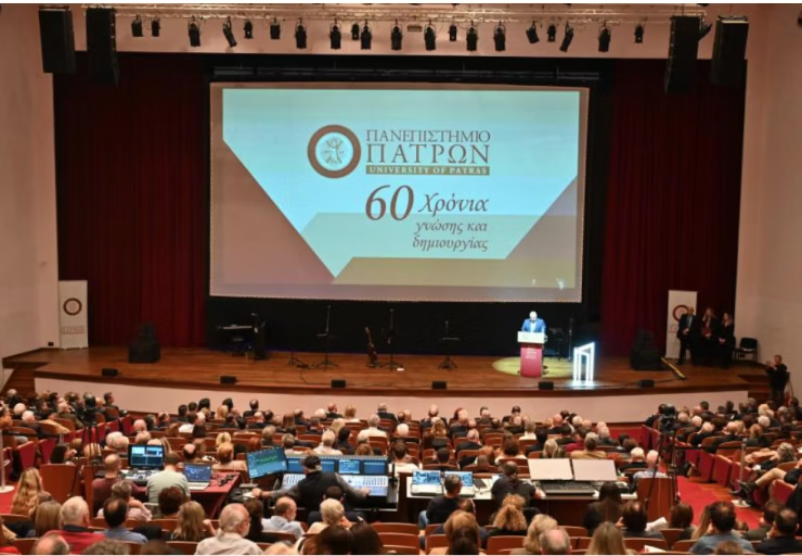 ΠΑΝΕΠΙΣΤΗΜΙΟ
ΠΑΤΡΩΝ
UNIVERSITY OF PATRAS
60 Χρόνια
γνώσης και
δημιουργίας